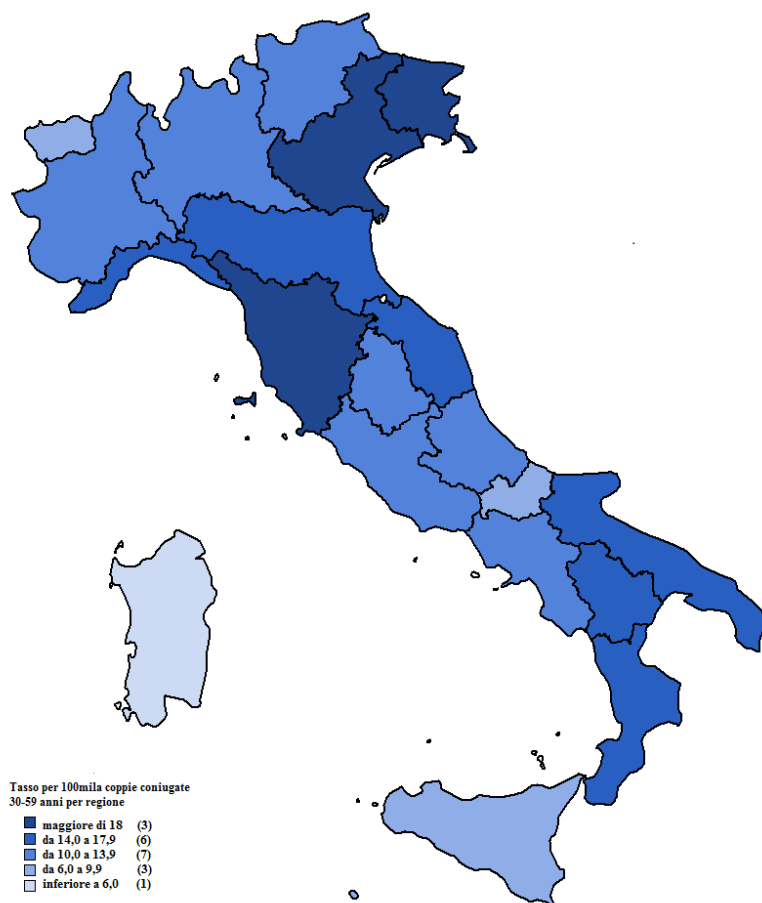 Tasso per 100mila coppie coniugate
30-59 anni per regione
maggiore di 18 (3)
da 14,0 a 17,9 (6)
da 10,0 a 13,9 (7)
da 6,0 a 9,9 (3)
inferiore a 6,0 (1)